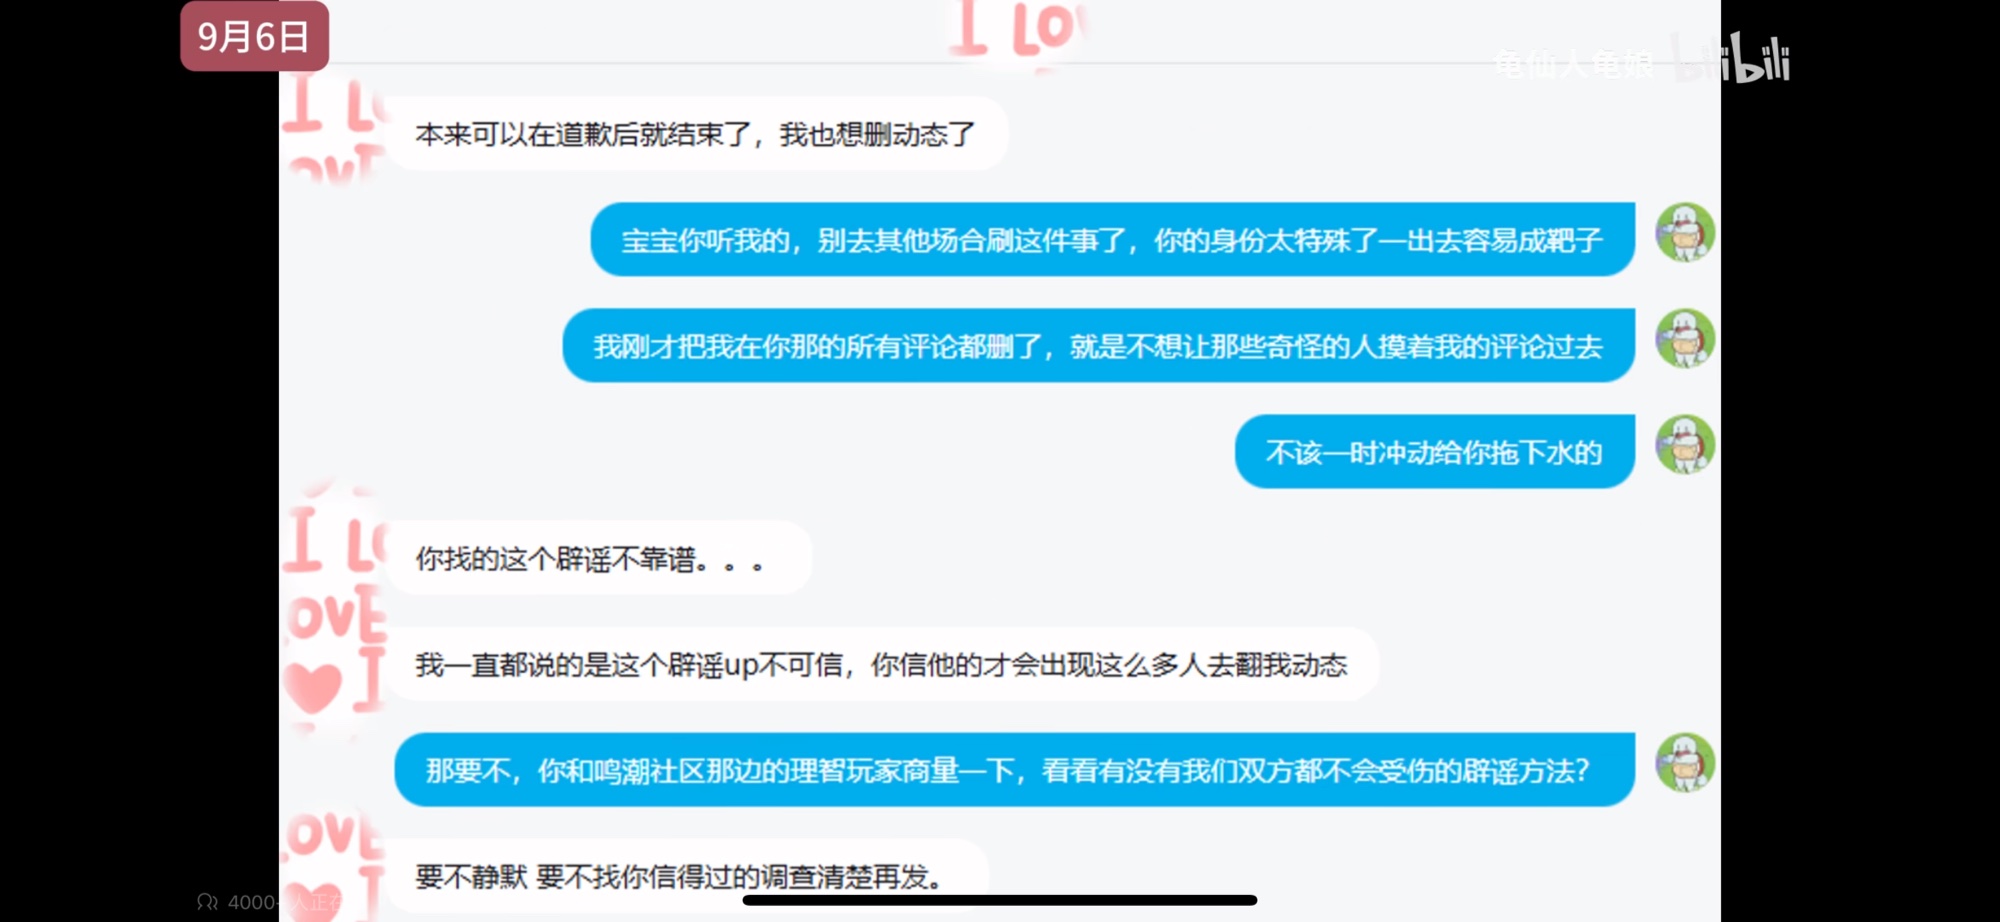 9月6日
I LO
龟仙人龟娘 bilibili
I LO
OVE
本来可以在道歉后就结束了，我也想删动态了
宝宝你听我的，别去其他场合刷这件事了，你的身份太特殊了一出去容易成靶子
我刚才把我在你那的所有评论都删了，就是不想让那些奇怪的人摸着我的评论过去
不该一时冲动给你拖下水的
I LO
OVE
I
你找的这个辟谣不靠谱。。。
我一直都说的是这个辟谣up不可信，你信他的才会出现这么多人去翻我动态
那要不，你和鸣潮社区那边的理智玩家商量一下，看看有没有我们双方都不会受伤的辟谣方法？
LOVE
I
要不静默 要不找你信得过的调查清楚再发。
4000+人正在